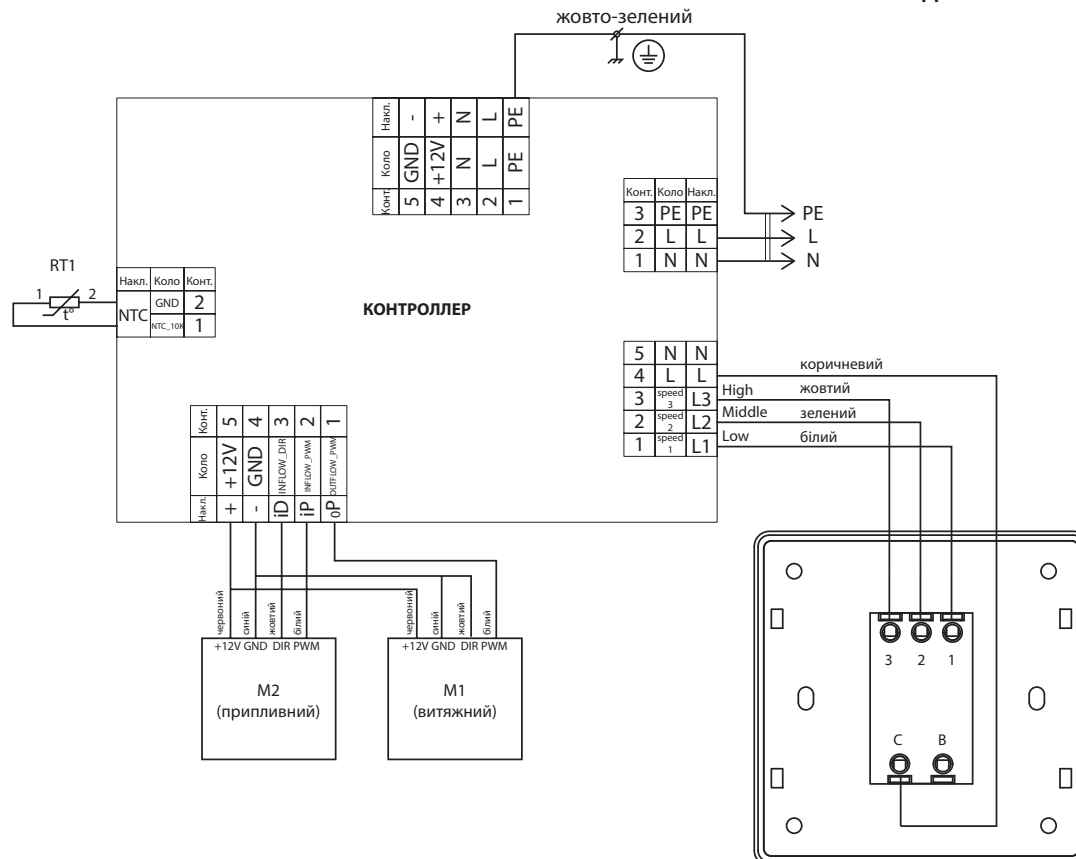 жовто-зелений
Накл. - + N L PE
Коло GND +12V N L PE
Конт. 5 4 3 2 1
Конт. Коло Накл.
3 PE PE
2 L L
1 N N
PE
L
N
RT1
1 2
t°
Накл. Коло Конт.
NTC
GND 2
NTC_10K 1
КОНТРОЛЛЕР
5 N N
4 L L
3 speed 3 L3
2 speed 2 L2
1 speed 1 L1
коричневий
High жовтий
Middle зелений
Low білий
Конт. 5 4 3 2 1
Коло +12V GND INFLOW_DIR INFLOW_PWM OUTFLOW_PWM
Накл. + - iD iP oP
червоний синій жовтий білий
+12V GND DIR PWM
M2
(припливний)
червоний синій жовтий білий
+12V GND DIR PWM
M1
(витяжний)
3 2 1
C B